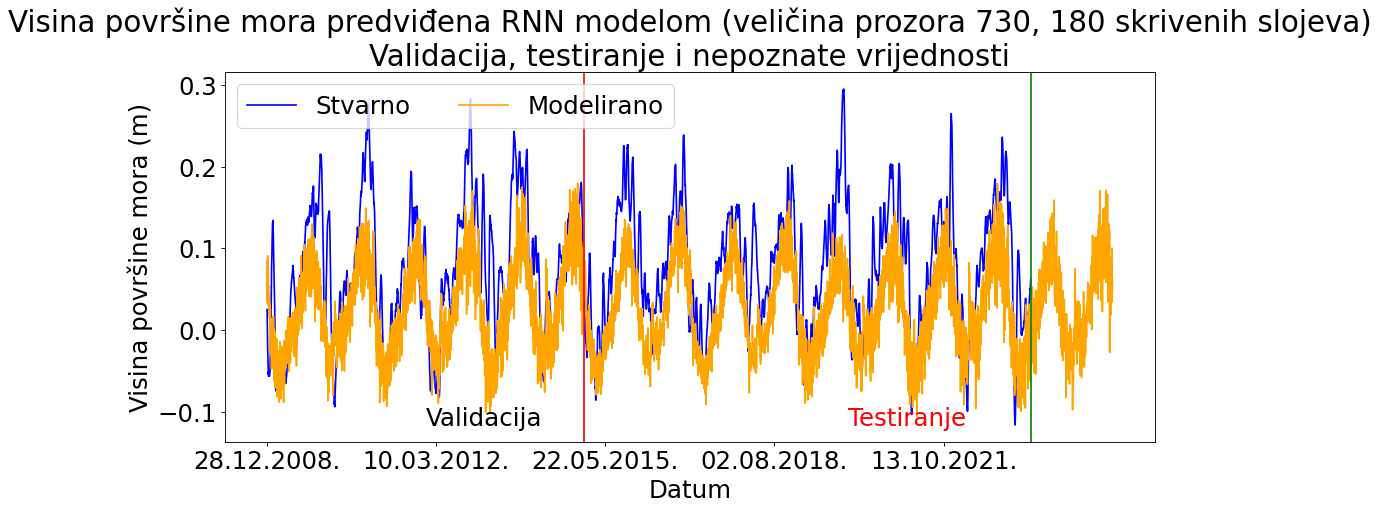 Visina površine mora predviđena RNN modelom (veličina prozora 730, 180 skrivenih slojeva)
Validacija, testiranje i nepoznate vrijednosti
Stvarno
Modelirano
Visina površine mora (m)
0.3
0.2
0.1
0.0
−0.1
Validacija
Testiranje
28.12.2008.
10.03.2012.
22.05.2015.
02.08.2018.
13.10.2021.
Datum